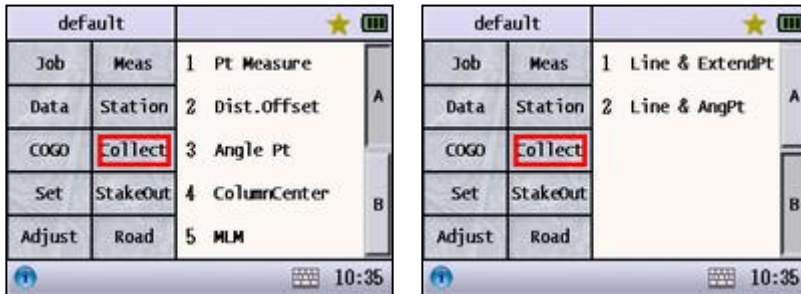 default
Job Meas 1 Pt Measure
Data Station 2 Dist.Offset A
COGO Collect 3 Angle Pt
Set StakeOut 4 ColumnCenter B
Adjust Road 5 MLM
10:35
default
Job Meas 1 Line & ExtendPt
Data Station 2 Line & AngPt A
COGO Collect
Set StakeOut B
Adjust Road
10:35